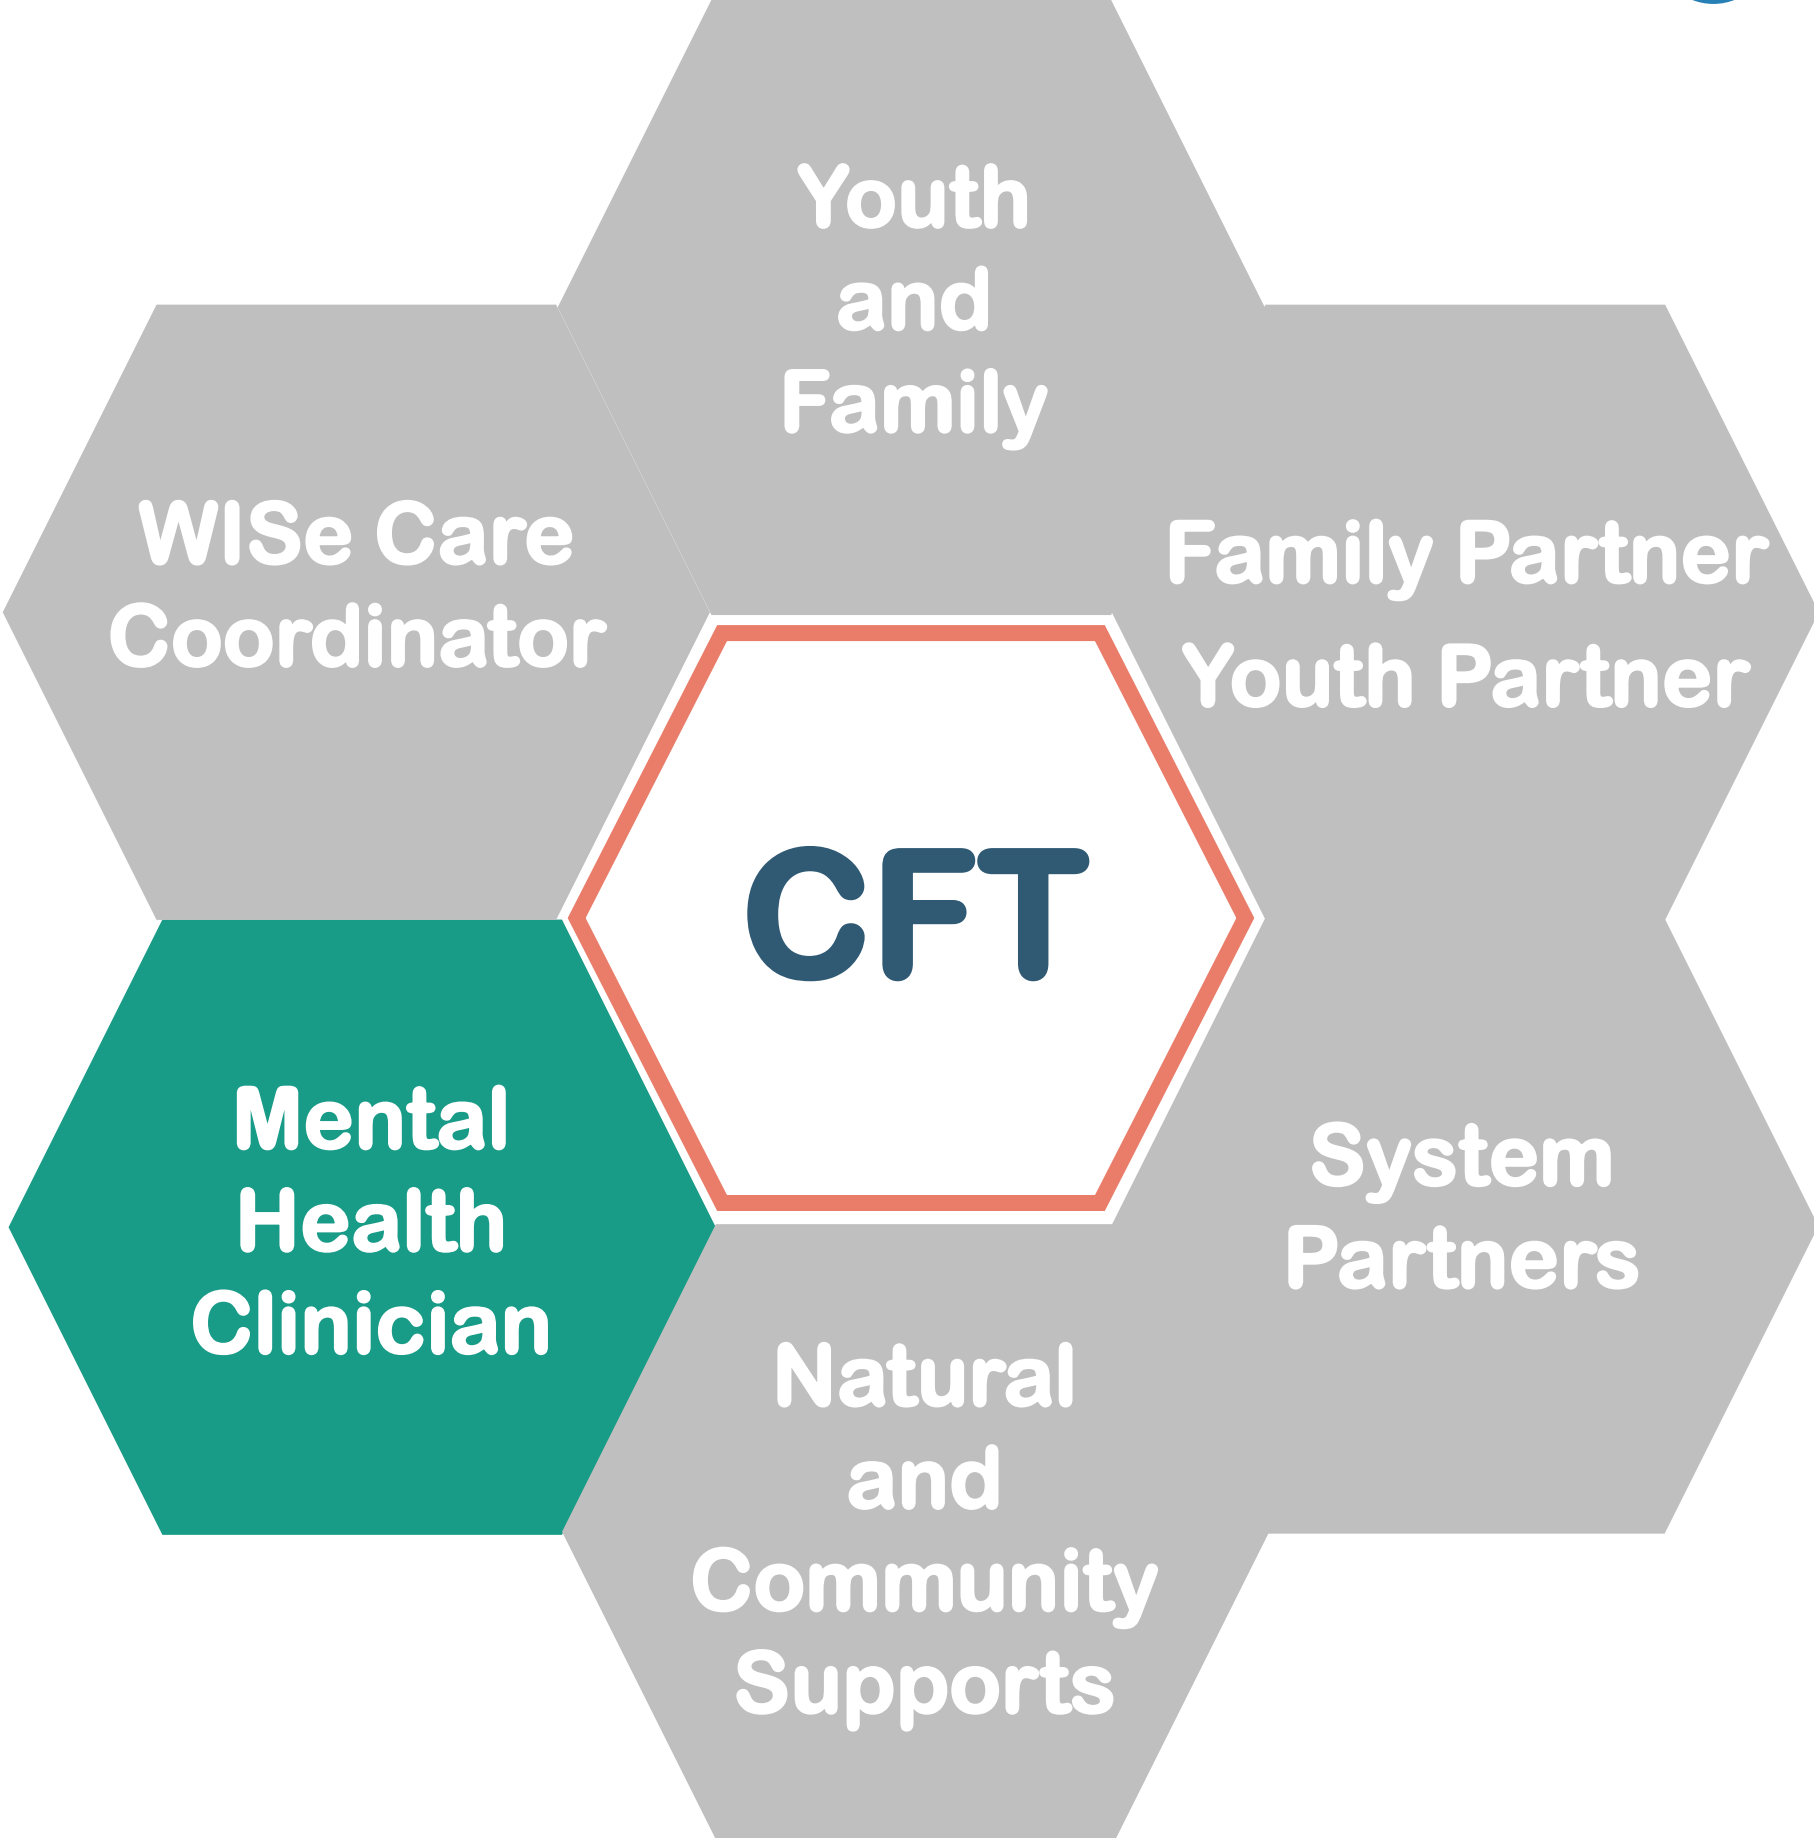 Youth
and
Family
WISe Care
Coordinator
Family Partner
Youth Partner
CFT
Mental
Health
Clinician
System
Partners
Natural
and
Community
Supports